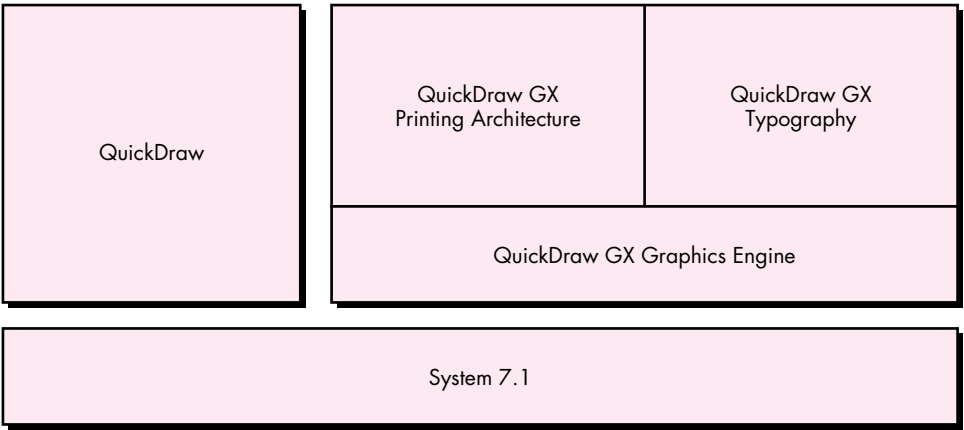 QuickDraw
QuickDraw GX
Printing Architecture
QuickDraw GX
Typography
QuickDraw GX Graphics Engine
System 7.1